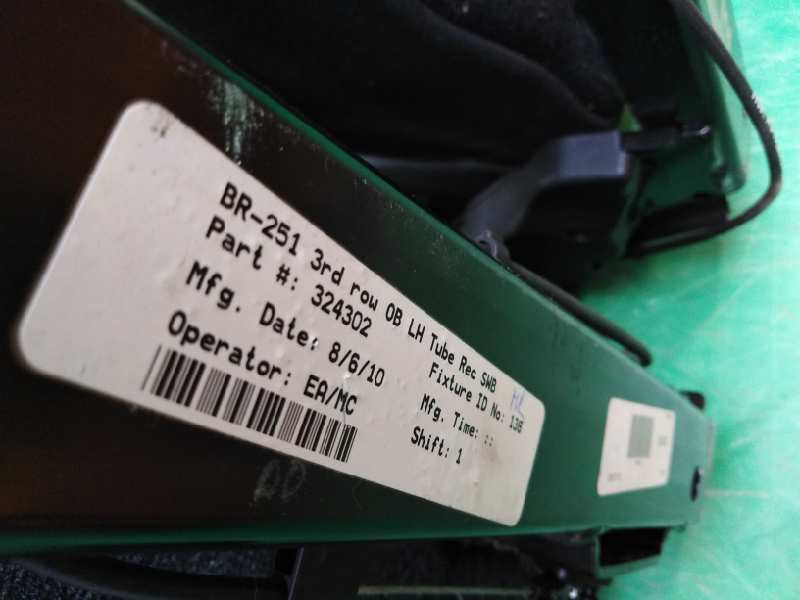 BR-251 3rd row OB LH Tube Rec SWB
Part #: 324302 Fixture ID No: 138
Mfg. Date: 8/6/10 Mfg. Time: ::
Operator: EA/MC Shift: 1